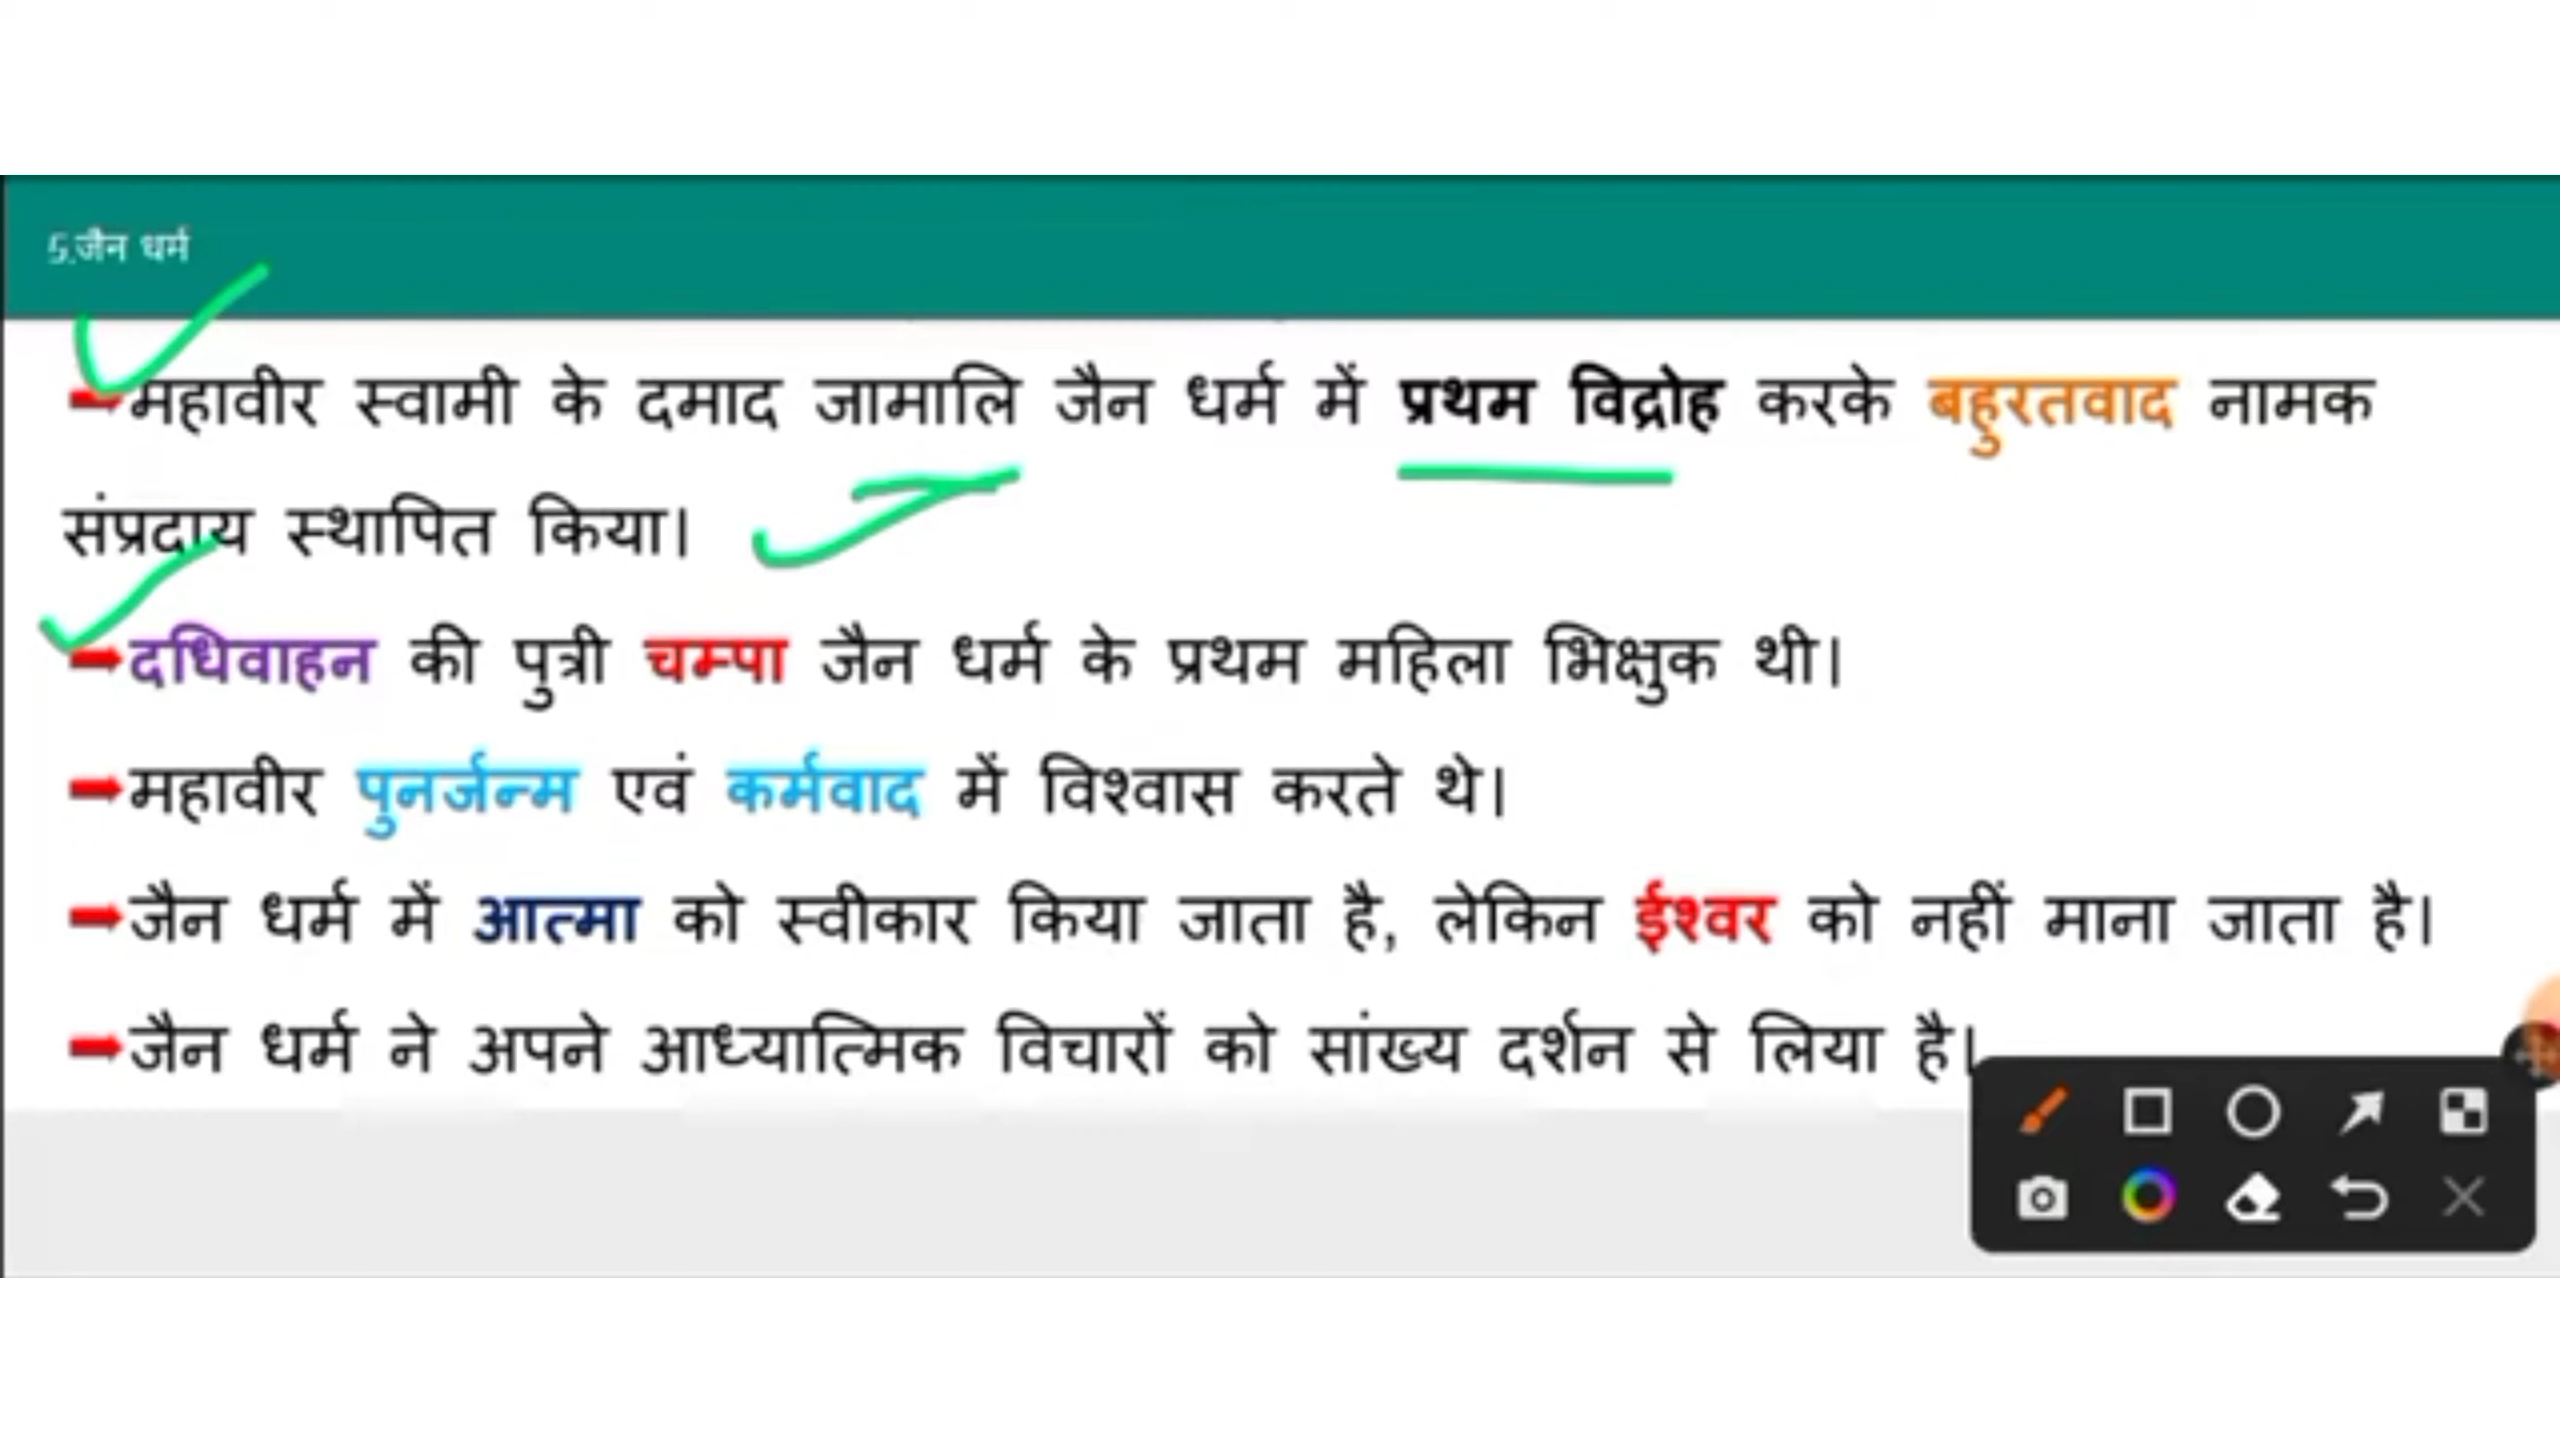 5.जैन धर्म
➡महावीर स्वामी के दमाद जामालि जैन धर्म में प्रथम विद्रोह करके बहुरतवाद नामक
संप्रदाय स्थापित किया।
➡दधिवाहन की पुत्री चम्पा जैन धर्म के प्रथम महिला भिक्षुक थी।
➡महावीर पुनर्जन्म एवं कर्मवाद में विश्वास करते थे।
➡जैन धर्म में आत्मा को स्वीकार किया जाता है, लेकिन ईश्वर को नहीं माना जाता है।
➡जैन धर्म ने अपने आध्यात्मिक विचारों को सांख्य दर्शन से लिया है।